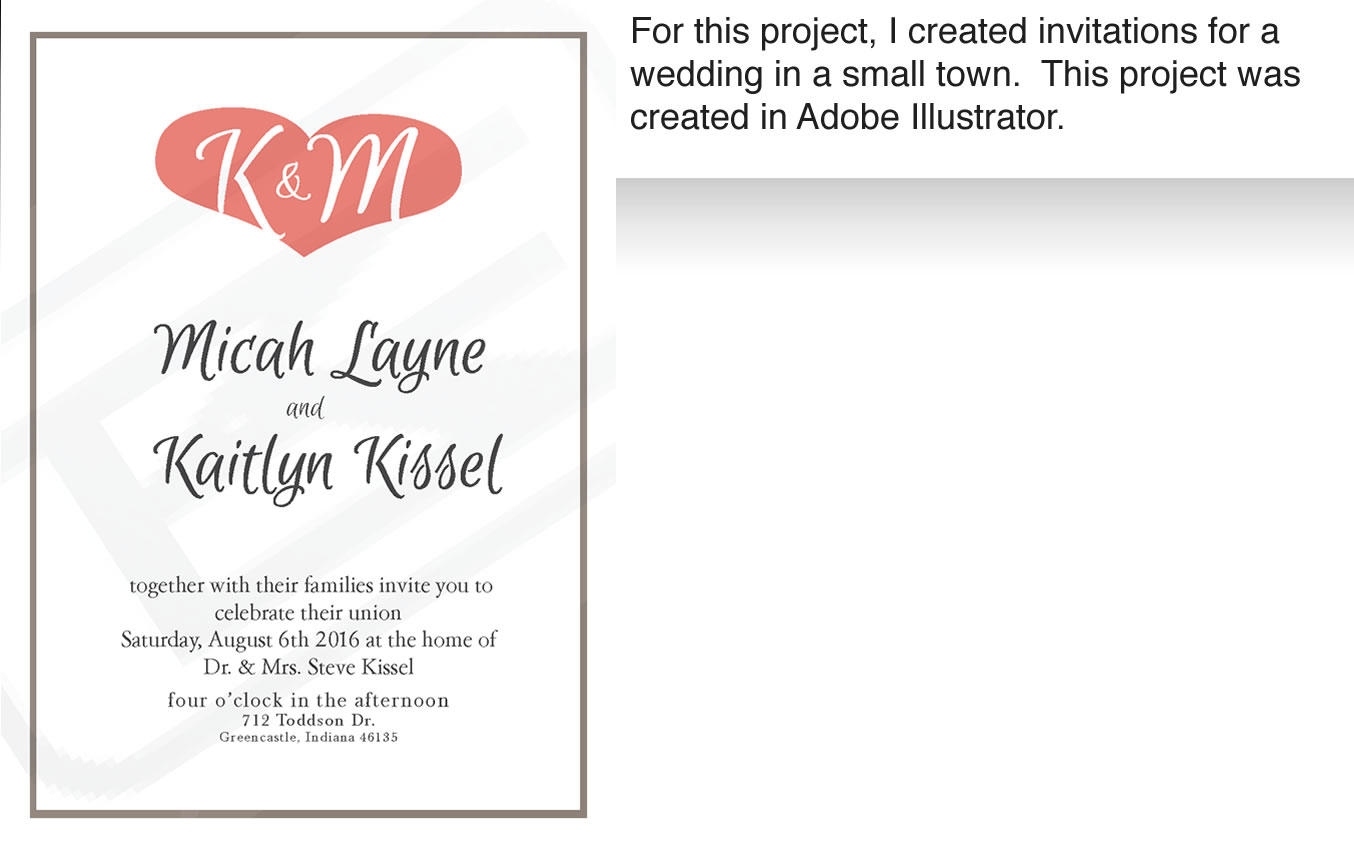 K & M
Micah Layne
and
Kaitlyn Kissel
together with their families invite you to
celebrate their union
Saturday, August 6th 2016 at the home of
Dr. & Mrs. Steve Kissel
four o’clock in the afternoon
712 Toddson Dr.
Greencastle, Indiana 46135
For this project, I created invitations for a
wedding in a small town.  This project was
created in Adobe Illustrator.